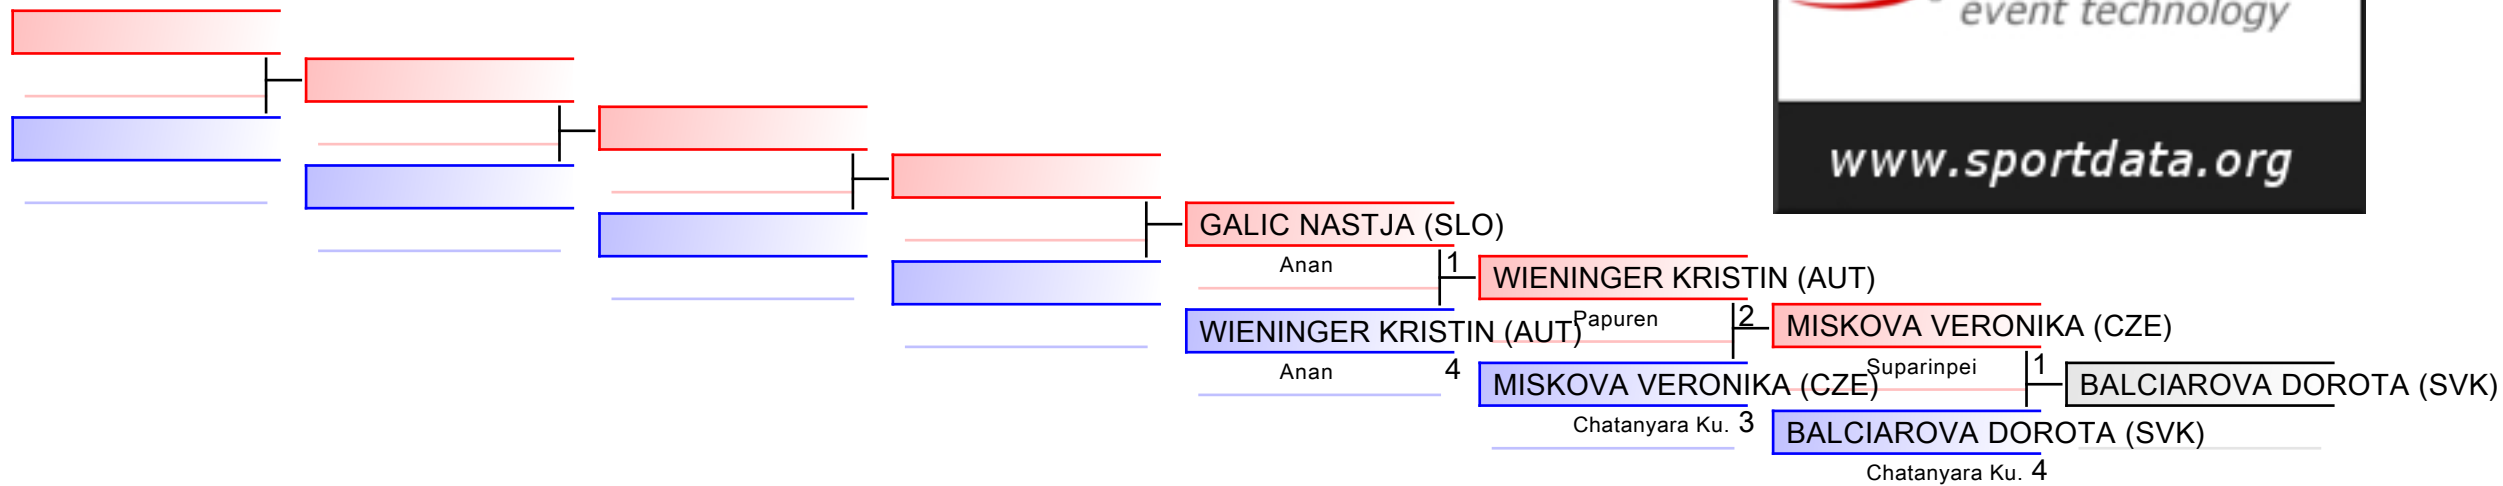 event technology
www.sportdata.org
GALIC NASTJA (SLO)
Anan
1
WIENINGER KRISTIN (AUT)
WIENINGER KRISTIN (AUT)
Papuren
2
MISKOVA VERONIKA (CZE)
Anan
4
MISKOVA VERONIKA (CZE)
Suparinpei
1
BALCIAROVA DOROTA (SVK)
Chatanyara Ku. 3
BALCIAROVA DOROTA (SVK)
Chatanyara Ku. 4